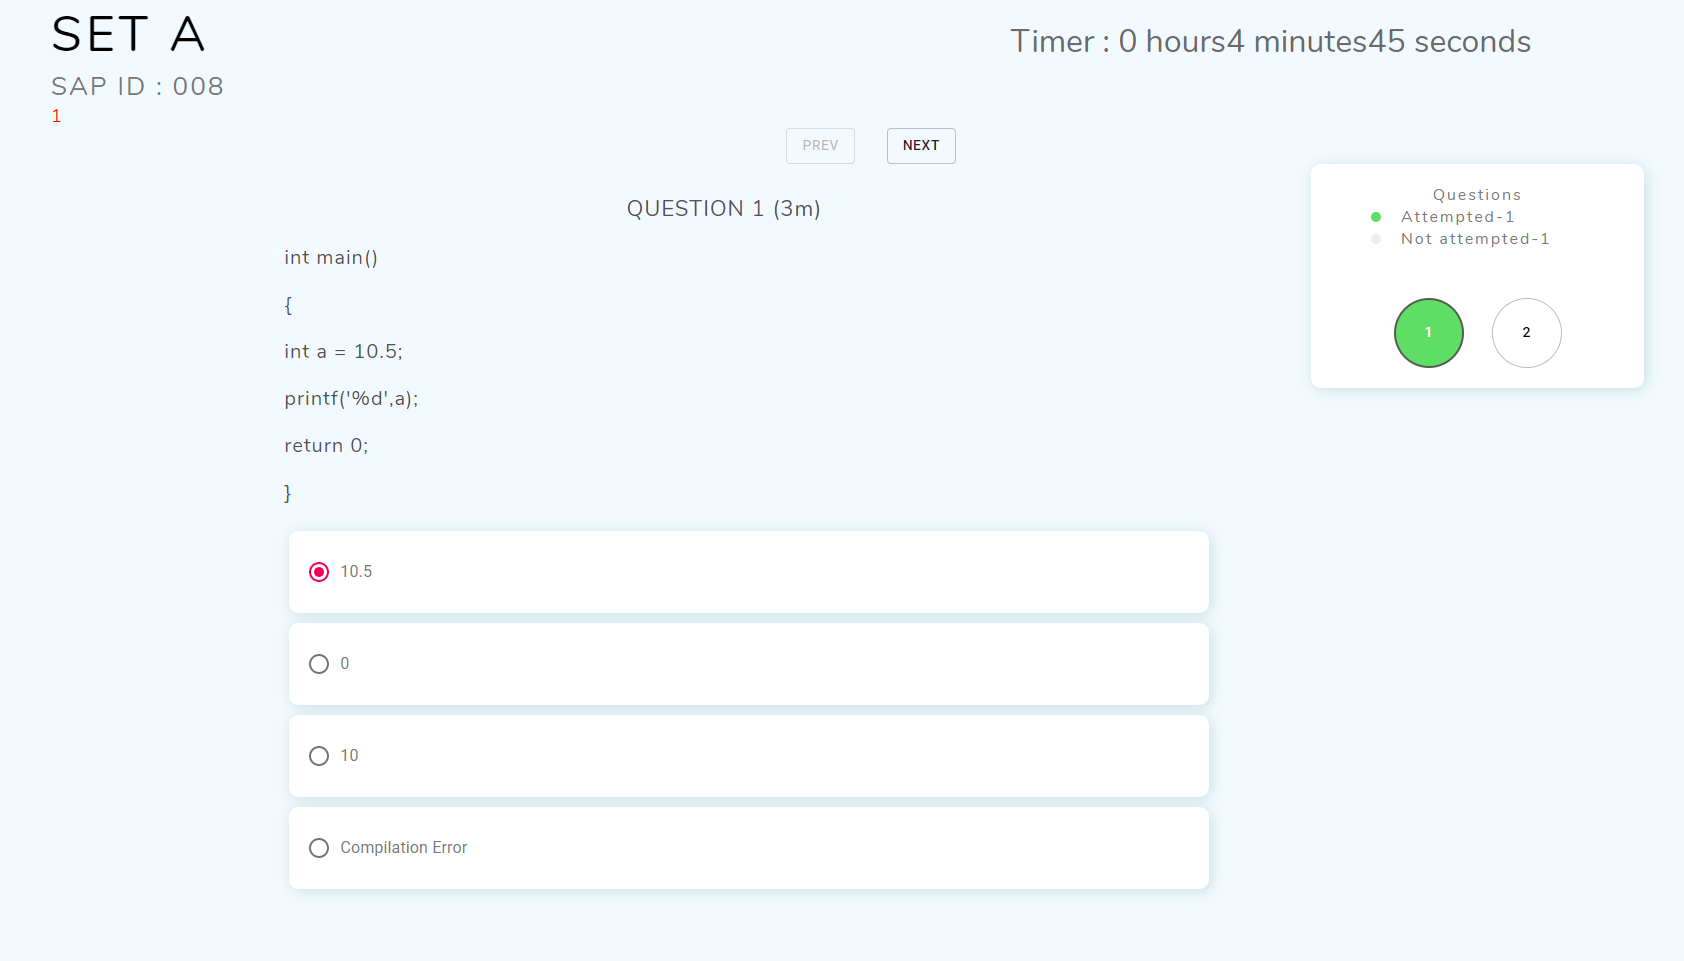 SET A
Timer : 0 hours4 minutes45 seconds
SAP ID : 008
1
PREV
NEXT
QUESTION 1 (3m)
int main()
{
int a = 10.5;
printf('%d',a);
return 0;
}
10.5
0
10
Compilation Error
Questions
Attempted-1
Not attempted-1
1
2